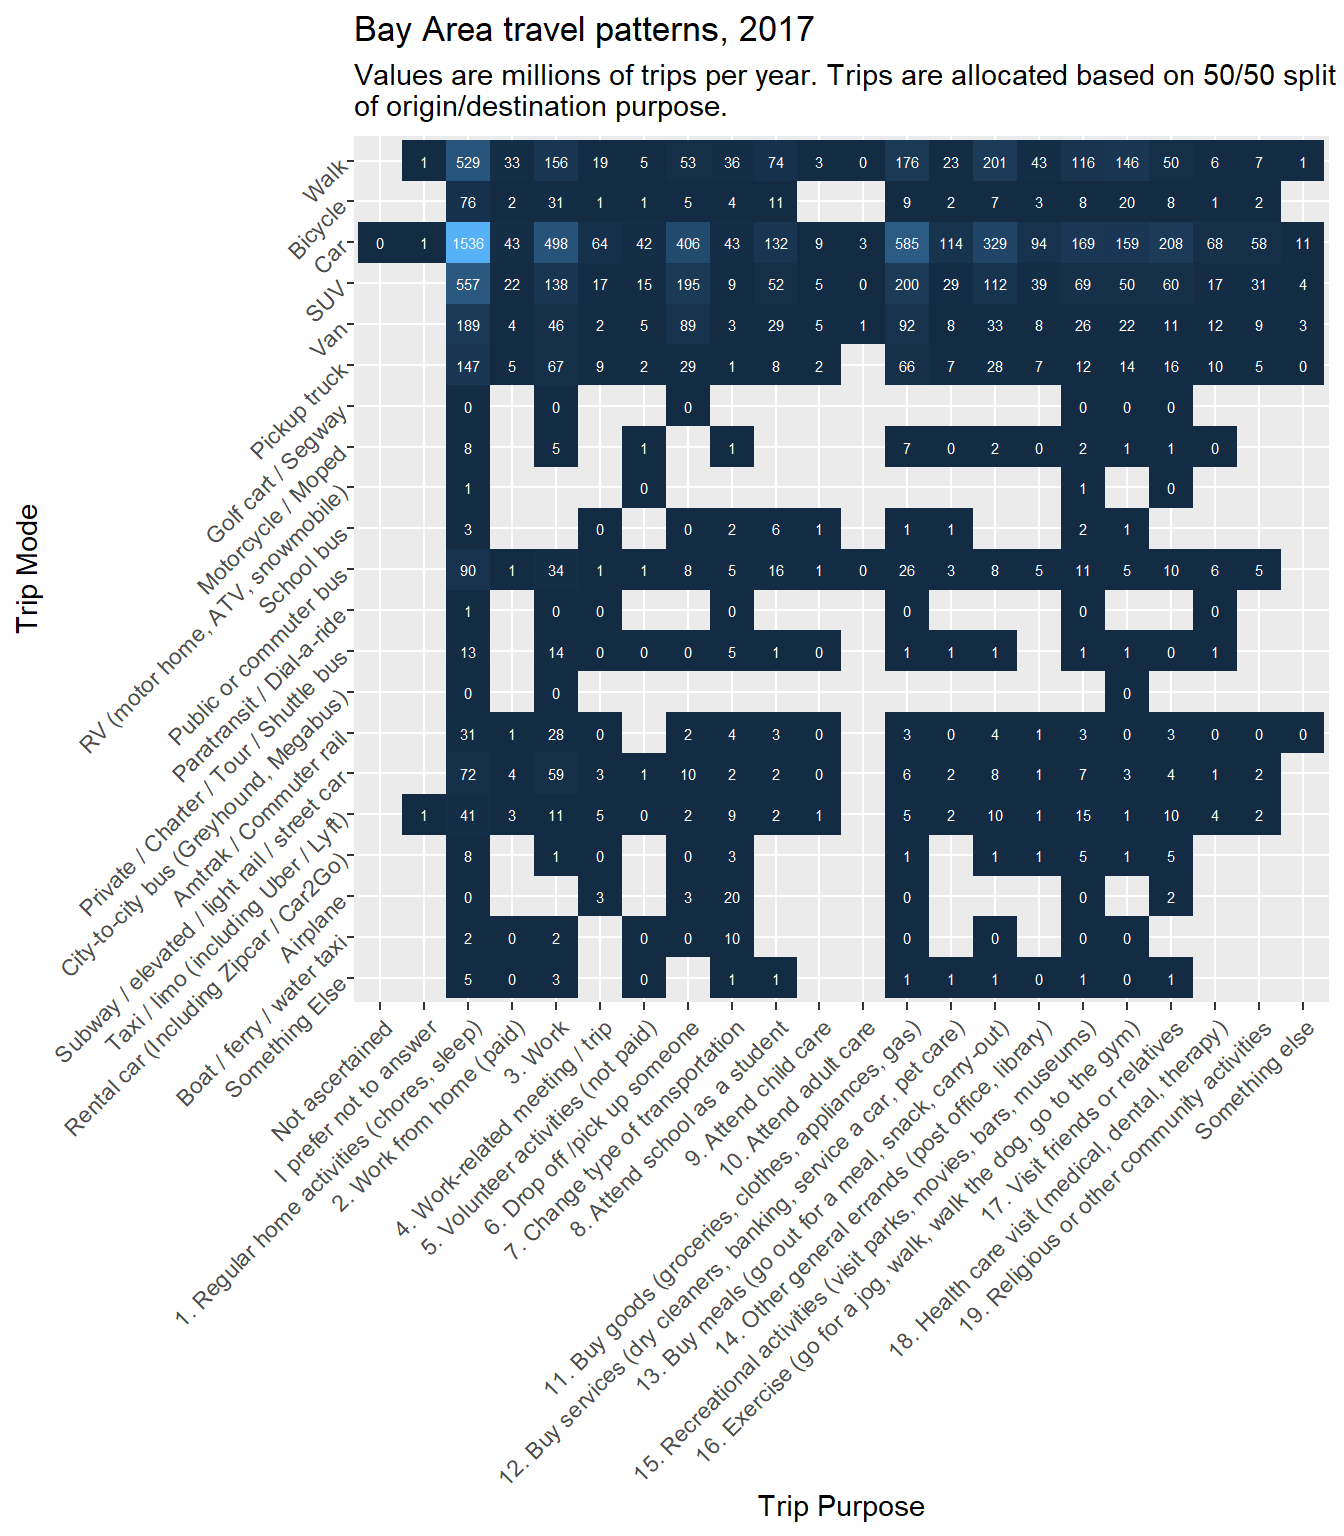 Bay Area travel patterns, 2017
Values are millions of trips per year. Trips are allocated based on 50/50 split
of origin/destination purpose.
Trip Mode
Walk 1 529 33 156 19 5 53 36 74 3 0 176 23 201 43 116 146 50 6 7 1
Bicycle 76 2 31 1 1 5 4 11 9 2 7 3 8 20 8 1 2
Car 0 1 1536 43 498 64 42 406 43 132 9 3 585 114 329 94 169 159 208 68 58 11
SUV 557 22 138 17 15 195 9 52 5 0 200 29 112 39 69 50 60 17 31 4
Van 189 4 46 2 5 89 3 29 5 1 92 8 33 8 26 22 11 12 9 3
Pickup truck 147 5 67 9 2 29 1 8 2 66 7 28 7 12 14 16 10 5 0
Golf cart / Segway 0 0 0 0 0 0
Motorcycle / Moped 8 5 1 1 7 0 2 0 2 1 1 0
RV (motor home, ATV, snowmobile) 1 0 1 0
School bus 3 0 0 2 6 1 1 1 2 1
Public or commuter bus 90 1 34 1 1 8 5 16 1 0 26 3 8 5 11 5 10 6 5
Paratransit / Dial-a-ride 1 0 0 0 0 0 0
Private / Charter / Tour / Shuttle bus 13 14 0 0 0 5 1 0 1 1 1 1 1 0 1
City-to-city bus (Greyhound, Megabus) 0 0 0
Amtrak / Commuter rail 31 1 28 0 2 4 3 0 3 0 4 1 3 0 3 0 0 0
Subway / elevated / light rail / street car 72 4 59 3 1 10 2 2 0 6 2 8 1 7 3 4 1 2
Taxi / limo (including Uber / Lyft) 1 41 3 11 5 0 2 9 2 1 5 2 10 1 15 1 10 4 2
Rental car (Including Zipcar / Car2Go) 8 1 0 0 3 1 1 1 5 1 5
Airplane 0 3 3 20 0 0 2
Boat / ferry / water taxi 2 0 2 0 0 10 0 0 0 0
Something Else 5 0 3 0 1 1 1 1 1 0 1 0 1
Not ascertained
I prefer not to answer
1. Regular home activities (chores, sleep)
2. Work from home (paid)
3. Work
4. Work-related meeting / trip
5. Volunteer activities (not paid)
6. Drop off /pick up someone
7. Change type of transportation
8. Attend school as a student
9. Attend child care
10. Attend adult care
11. Buy goods (groceries, clothes, appliances, gas)
12. Buy services (dry cleaners, banking, service a car, pet care)
13. Buy meals (go out for a meal, snack, carry-out)
14. Other general errands (post office, library)
15. Recreational activities (visit parks, movies, bars, museums)
16. Exercise (go for a jog, walk, walk the dog, go to the gym)
17. Visit friends or relatives
18. Health care visit (medical, dental, therapy)
19. Religious or other community activities
Something else
Trip Purpose